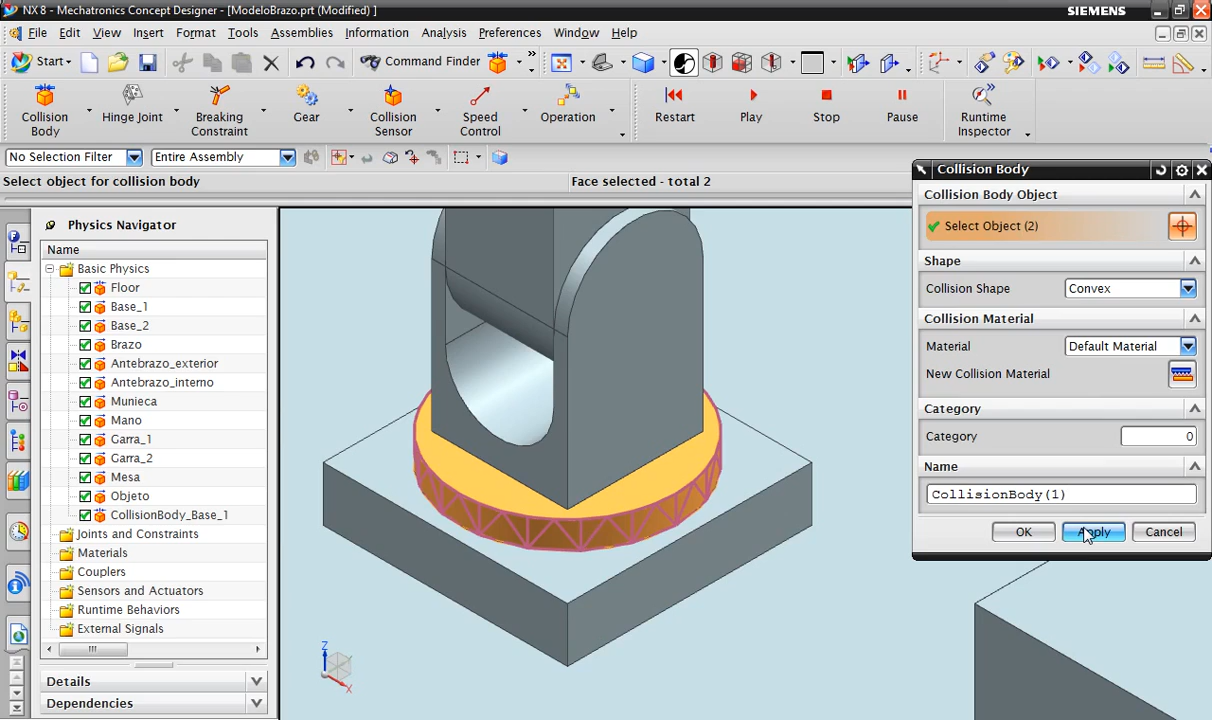 NX 8 - Mechatronics Concept Designer - [ModeloBrazo.prt (Modified) ]
SIEMENS
File Edit View Insert Format Tools Assemblies Information Analysis Preferences Window Help
Start Command Finder
Collision Body
Hinge Joint
Breaking Constraint
Gear
Collision Sensor
Speed Control
Operation
Restart
Play
Stop
Pause
Runtime Inspector
No Selection Filter
Entire Assembly
Select object for collision body
Face selected - total 2
Physics Navigator
Name
Basic Physics
Floor
Base_1
Base_2
Brazo
Antebrazo_exterior
Antebrazo_interno
Munieca
Mano
Garra_1
Garra_2
Mesa
Objeto
CollisionBody_Base_1
Joints and Constraints
Materials
Couplers
Sensors and Actuators
Runtime Behaviors
External Signals
Details
Dependencies
Z
X
Collision Body
Collision Body Object
Select Object (2)
Shape
Collision Shape Convex
Collision Material
Material Default Material
New Collision Material
Category
Category 0
Name
CollisionBody(1)
OK Apply Cancel